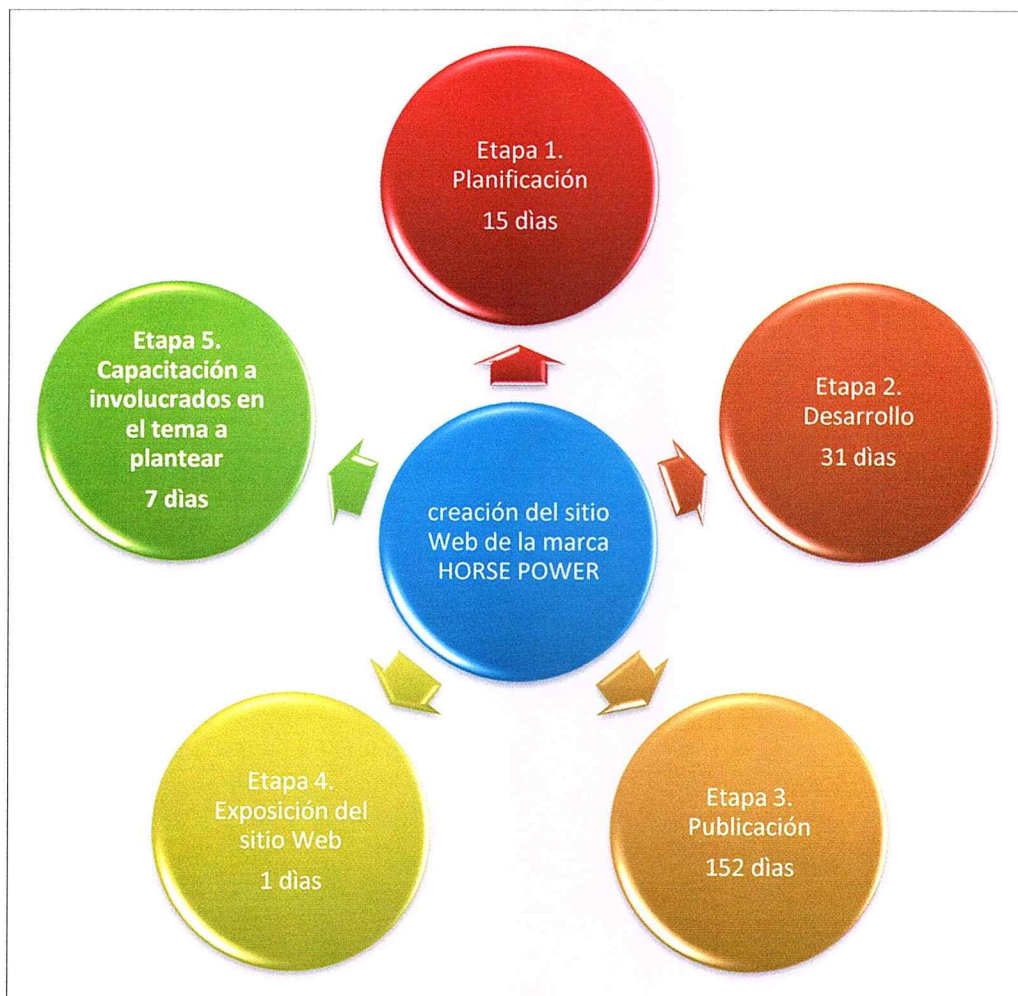 Etapa 1.
Planificación
15 dìas
Etapa 2.
Desarrollo
31 dìas
Etapa 3.
Publicación
152 dìas
Etapa 4.
Exposición del
sitio Web
1 dìas
Etapa 5.
Capacitación a
involucrados en
el tema a
plantear
7 dìas
creación del sitio
Web de la marca
HORSE POWER